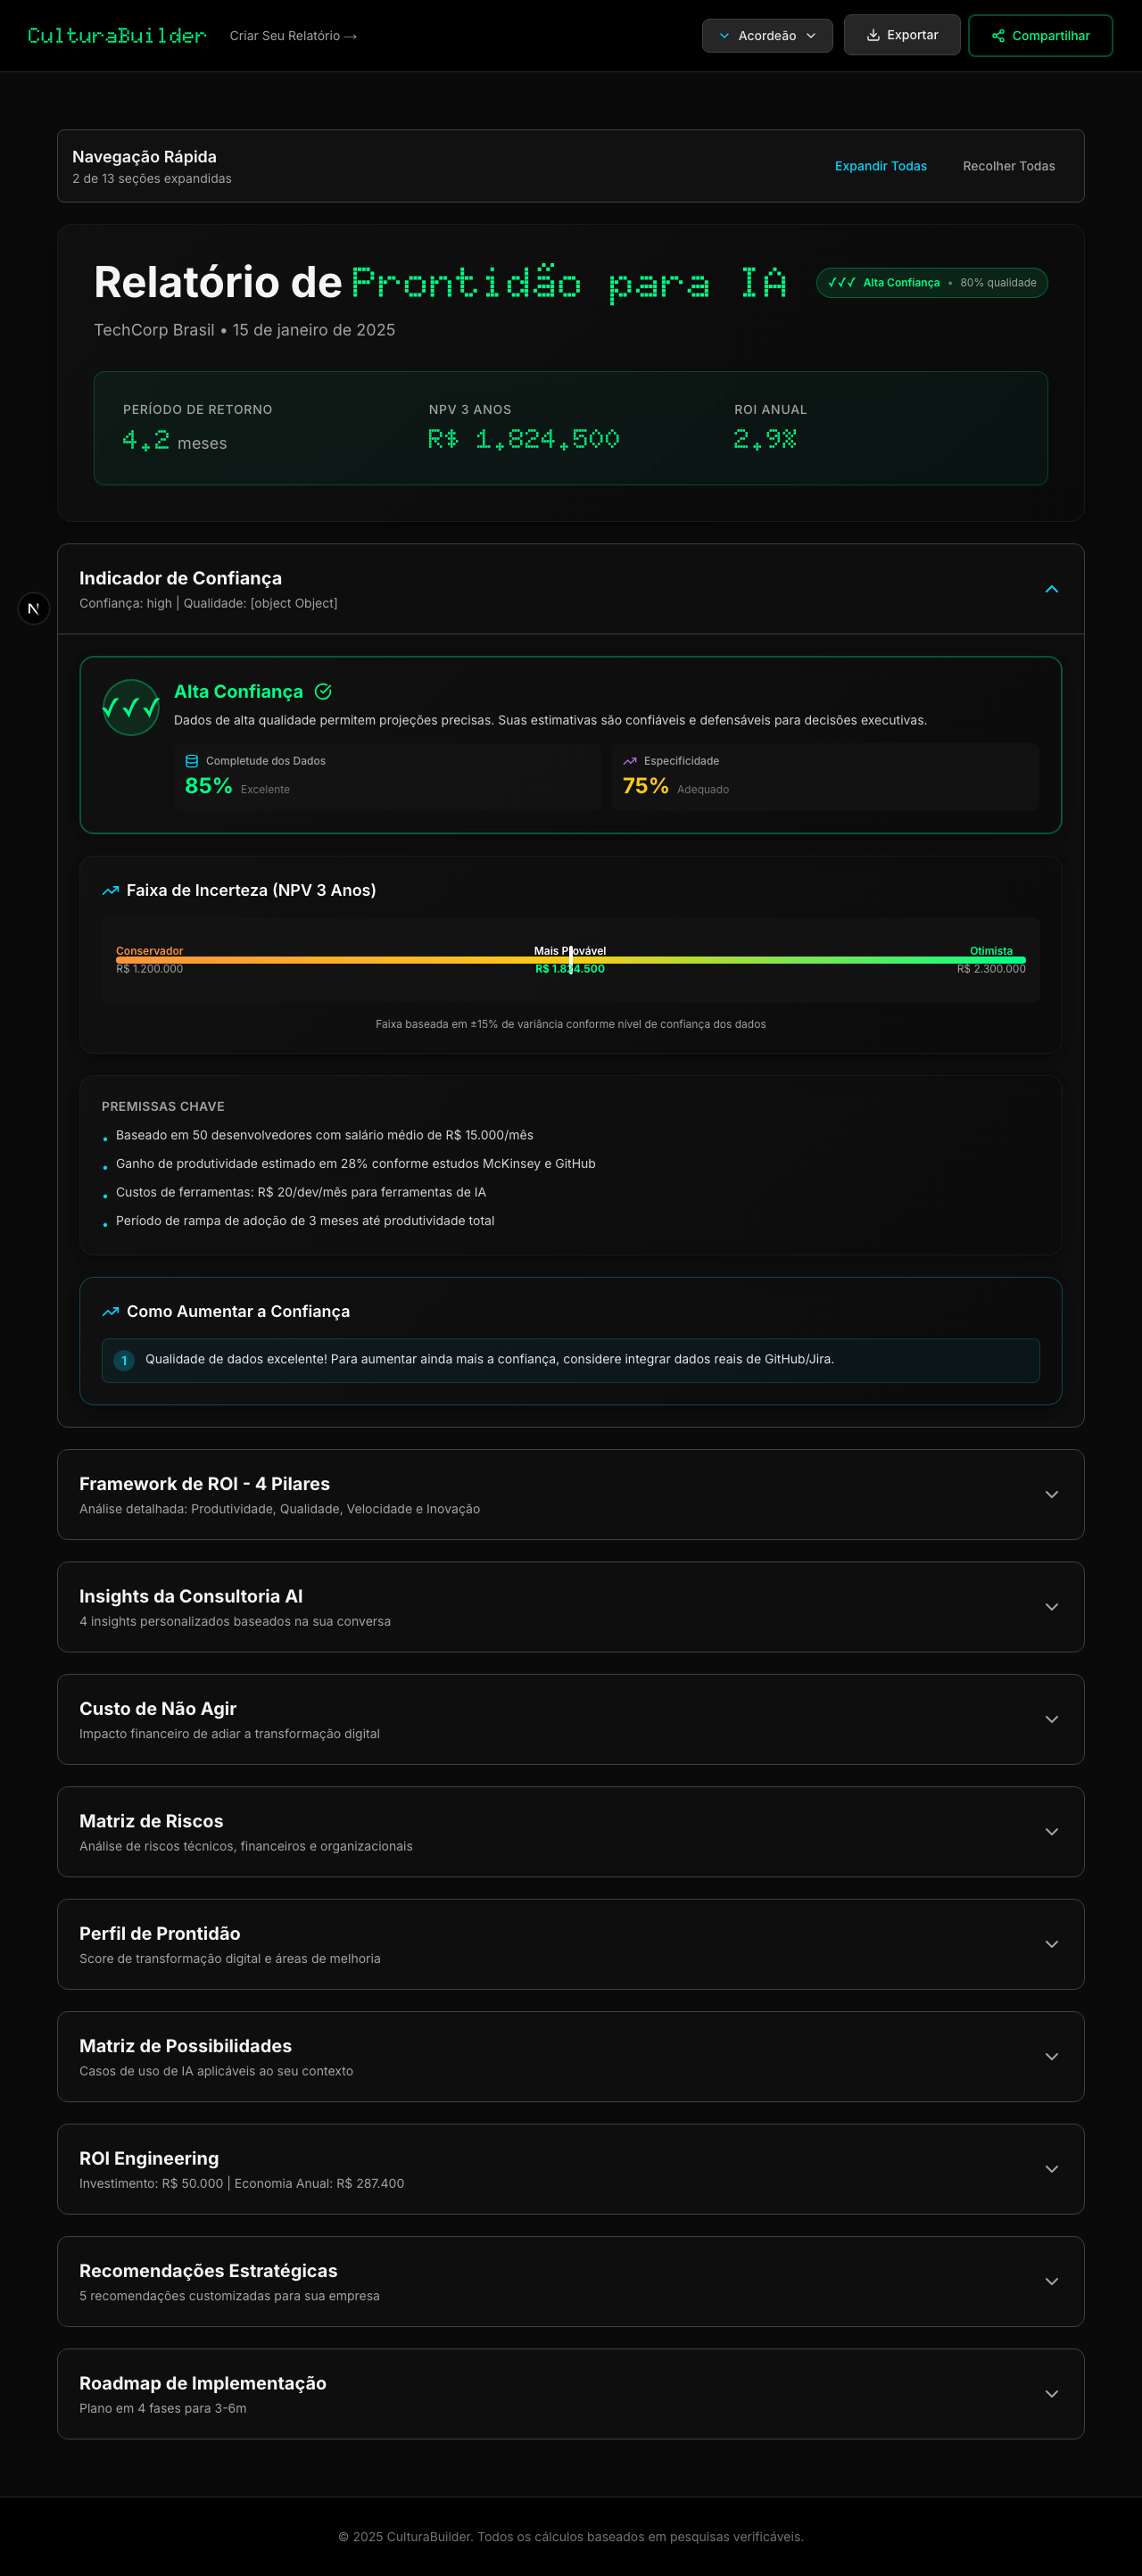 CulturaBuilder
Criar Seu Relatório →
Acordeão
Exportar
Compartilhar
Navegação Rápida
2 de 13 seções expandidas
Expandir Todas
Recolher Todas
Relatório de Prontidão para IA
✓✓✓ Alta Confiança • 80% qualidade
TechCorp Brasil • 15 de janeiro de 2025
PERÍODO DE RETORNO
4.2 meses
NPV 3 ANOS
R$ 1.824.500
ROI ANUAL
2.9%
Indicador de Confiança
Confiança: high | Qualidade: [object Object]
N
✓✓✓
Alta Confiança
Dados de alta qualidade permitem projeções precisas. Suas estimativas são confiáveis e defensáveis para decisões executivas.
Completude dos Dados
85% Excelente
Especificidade
75% Adequado
Faixa de Incerteza (NPV 3 Anos)
Conservador
R$ 1.200.000
Mais Provável
R$ 1.824.500
Otimista
R$ 2.300.000
Faixa baseada em ±15% de variância conforme nível de confiança dos dados
PREMISSAS CHAVE
• Baseado em 50 desenvolvedores com salário médio de R$ 15.000/mês
• Ganho de produtividade estimado em 28% conforme estudos McKinsey e GitHub
• Custos de ferramentas: R$ 20/dev/mês para ferramentas de IA
• Período de rampa de adoção de 3 meses até produtividade total
Como Aumentar a Confiança
1 Qualidade de dados excelente! Para aumentar ainda mais a confiança, considere integrar dados reais de GitHub/Jira.
Framework de ROI - 4 Pilares
Análise detalhada: Produtividade, Qualidade, Velocidade e Inovação
Insights da Consultoria AI
4 insights personalizados baseados na sua conversa
Custo de Não Agir
Impacto financeiro de adiar a transformação digital
Matriz de Riscos
Análise de riscos técnicos, financeiros e organizacionais
Perfil de Prontidão
Score de transformação digital e áreas de melhoria
Matriz de Possibilidades
Casos de uso de IA aplicáveis ao seu contexto
ROI Engineering
Investimento: R$ 50.000 | Economia Anual: R$ 287.400
Recomendações Estratégicas
5 recomendações customizadas para sua empresa
Roadmap de Implementação
Plano em 4 fases para 3-6m
© 2025 CulturaBuilder. Todos os cálculos baseados em pesquisas verificáveis.